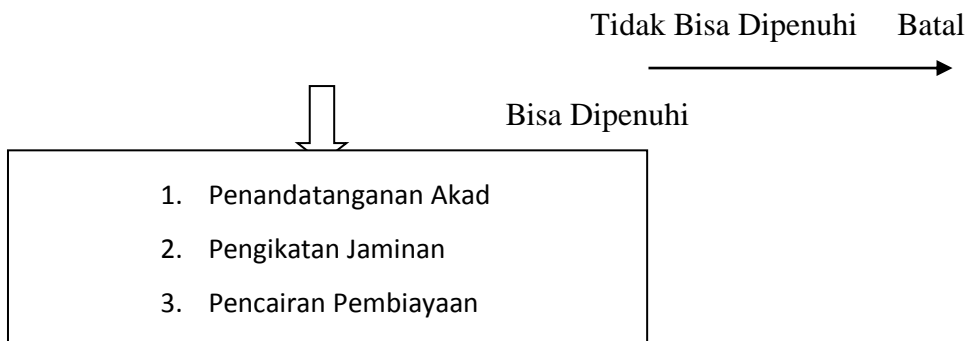 Tidak Bisa Dipenuhi Batal
Bisa Dipenuhi
1. Penandatanganan Akad
2. Pengikatan Jaminan
3. Pencairan Pembiayaan